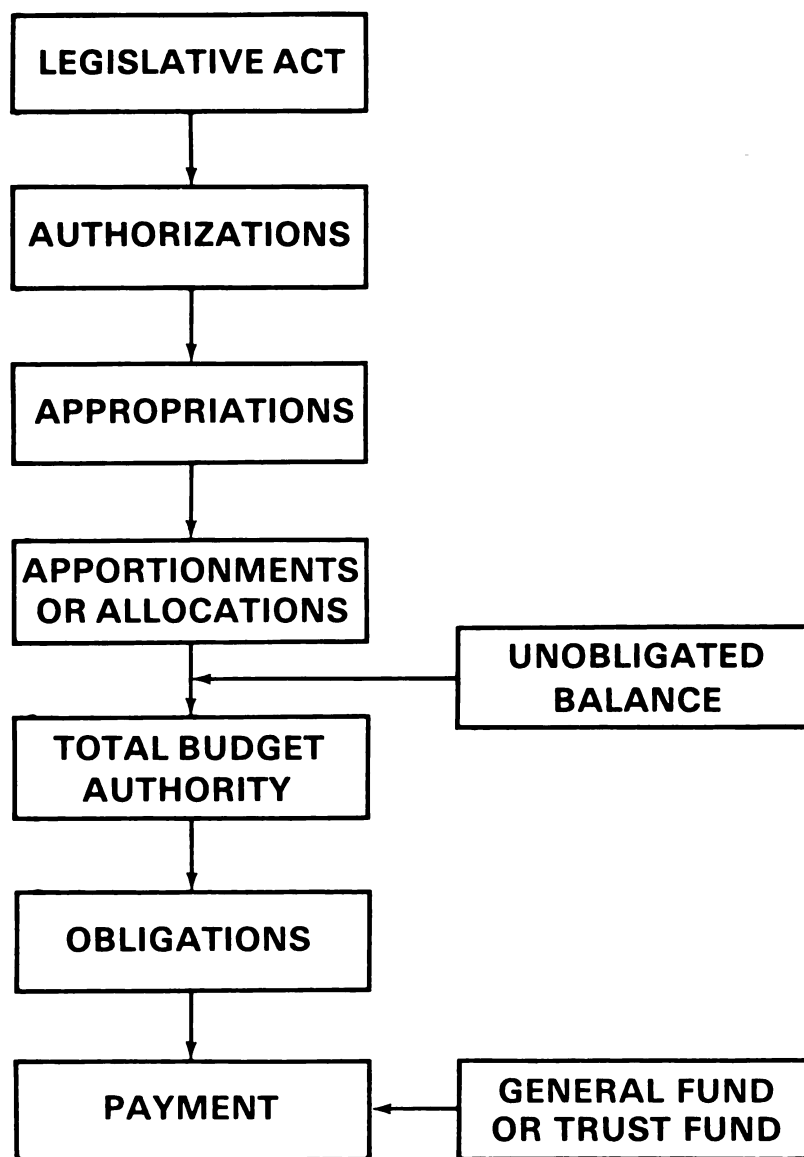 LEGISLATIVE ACT
AUTHORIZATIONS
APPROPRIATIONS
APPORTIONMENTS
OR ALLOCATIONS
UNOBLIGATED
BALANCE
TOTAL BUDGET
AUTHORITY
OBLIGATIONS
PAYMENT
GENERAL FUND
OR TRUST FUND